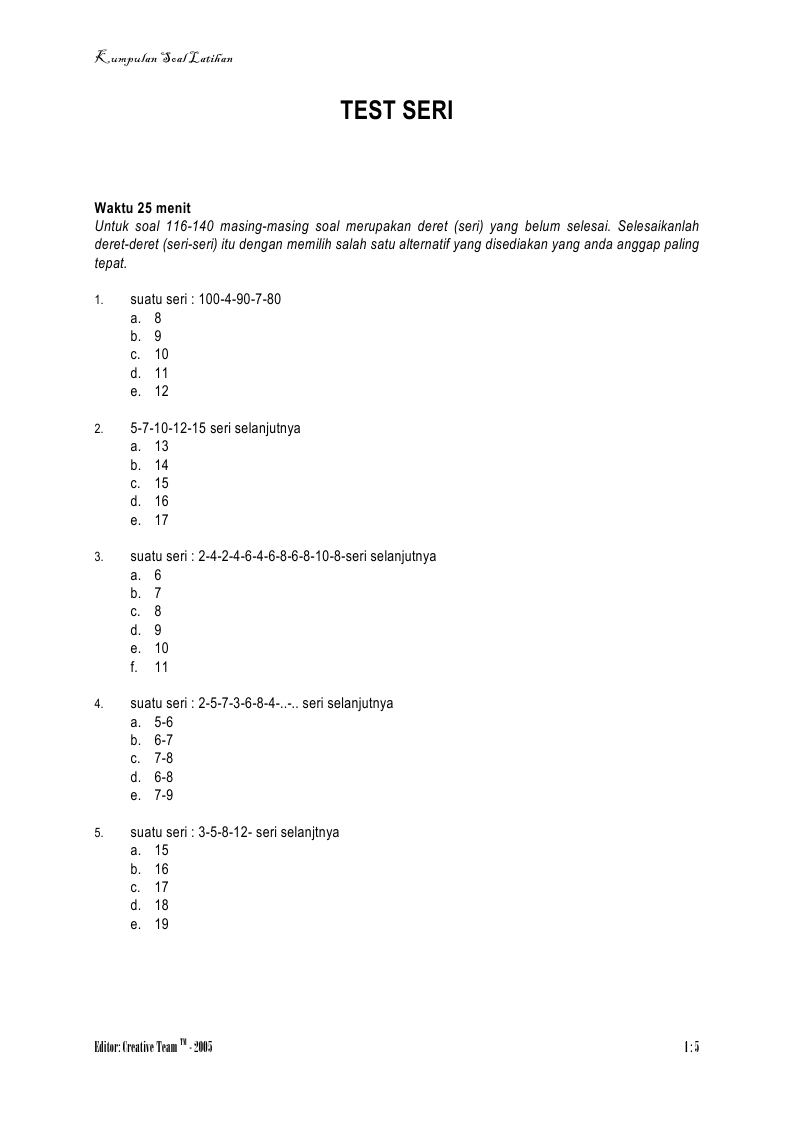 Kumpulan Soal Latihan
TEST SERI
Waktu 25 menit
Untuk soal 116-140 masing-masing soal merupakan deret (seri) yang belum selesai. Selesaikanlah
deret-deret (seri-seri) itu dengan memilih salah satu alternatif yang disediakan yang anda anggap paling
tepat.
1. suatu seri : 100-4-90-7-80
a. 8
b. 9
c. 10
d. 11
e. 12
2. 5-7-10-12-15 seri selanjutnya
a. 13
b. 14
c. 15
d. 16
e. 17
3. suatu seri : 2-4-2-4-6-4-6-8-6-8-10-8-seri selanjutnya
a. 6
b. 7
c. 8
d. 9
e. 10
f. 11
4. suatu seri : 2-5-7-3-6-8-4-..-.. seri selanjutnya
a. 5-6
b. 6-7
c. 7-8
d. 6-8
e. 7-9
5. suatu seri : 3-5-8-12- seri selanjtnya
a. 15
b. 16
c. 17
d. 18
e. 19
Editor: Creative Team ™ - 2005 1 : 5